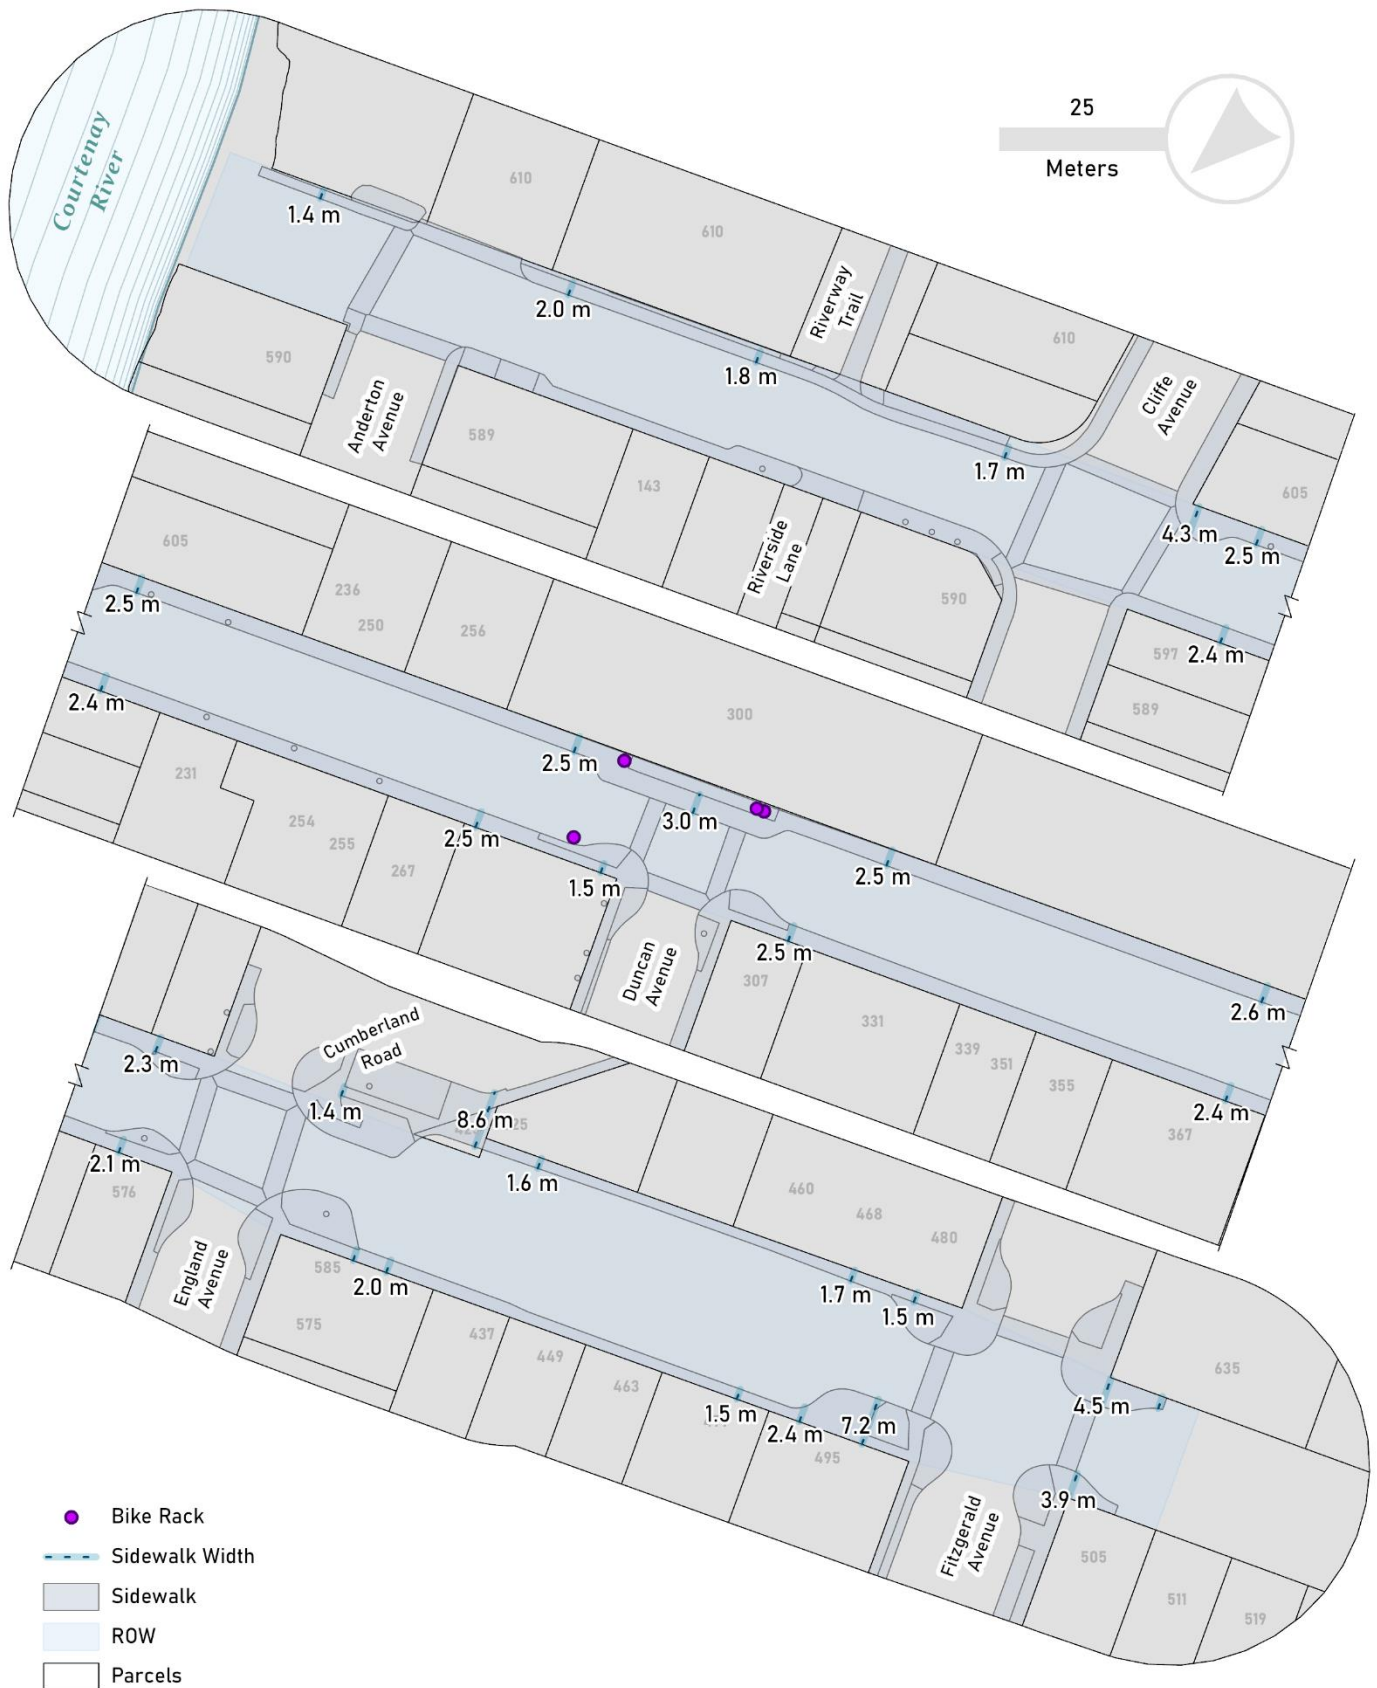 25
Meters
Courtenay
River
610
1.4 m
610
2.0 m
Riverway
Trail
610
1.8 m
Cliffe
Avenue
590
Anderton
Avenue
589
143
1.7 m
605
4.3 m
2.5 m
Riverside
Lane
590
597
2.4 m
589
605
2.5 m
236
250
256
2.4 m
300
231
2.5 m
3.0 m
254
255
2.5 m
267
1.5 m
2.5 m
Duncan
Avenue
2.5 m
307
331
2.6 m
339
351
355
2.4 m
367
Cumberland
Road
2.3 m
1.4 m
8.6 m
25
2.1 m
576
1.6 m
460
468
480
England
Avenue
585
2.0 m
1.7 m
1.5 m
575
437
449
463
635
4.5 m
1.5 m
2.4 m
7.2 m
495
3.9 m
Fitzgerald
Avenue
505
511
519
Bike Rack
Sidewalk Width
Sidewalk
ROW
Parcels